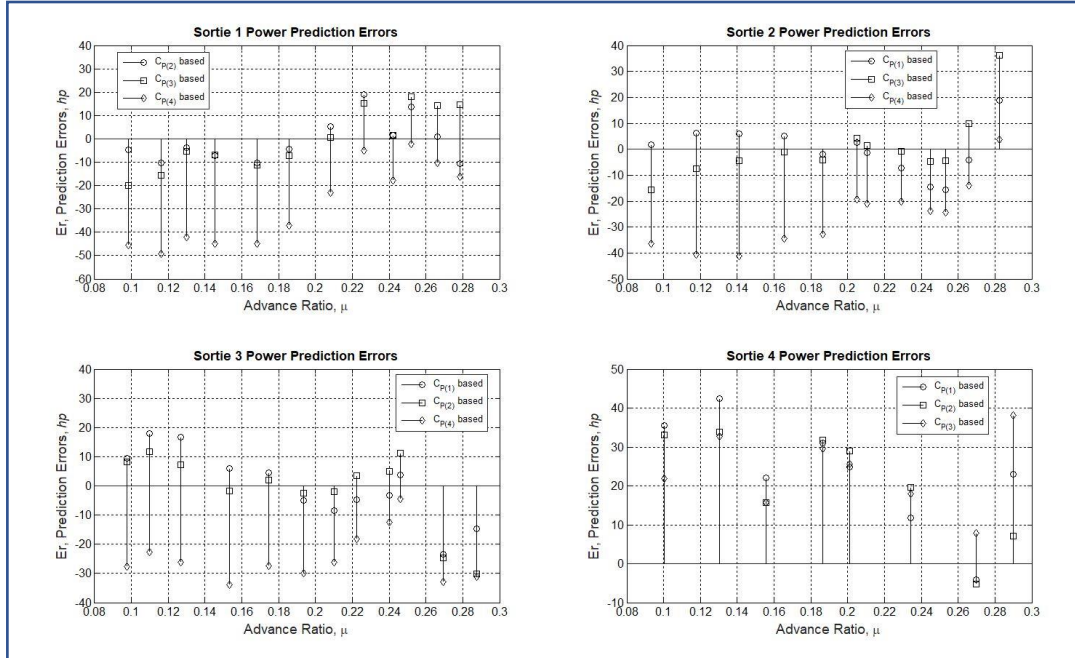 Sortie 1 Power Prediction Errors
C_P(2) based
C_P(3) based
C_P(4) based
40
30
20
10
0
-10
-20
-30
-40
-50
-60
Er, Prediction Errors, hp
0.08 0.1 0.12 0.14 0.16 0.18 0.2 0.22 0.24 0.26 0.28 0.3
Advance Ratio, μ
Sortie 2 Power Prediction Errors
C_P(1) based
C_P(3) based
C_P(4) based
40
30
20
10
0
-10
-20
-30
-40
-50
Er, Prediction Errors, hp
0.08 0.1 0.12 0.14 0.16 0.18 0.2 0.22 0.24 0.26 0.28 0.3
Advance Ratio, μ
Sortie 3 Power Prediction Errors
C_P(1) based
C_P(2) based
C_P(4) based
40
30
20
10
0
-10
-20
-30
-40
Er, Prediction Errors, hp
0.08 0.1 0.12 0.14 0.16 0.18 0.2 0.22 0.24 0.26 0.28 0.3
Advance Ratio, μ
Sortie 4 Power Prediction Errors
C_P(1) based
C_P(2) based
C_P(3) based
50
40
30
20
10
0
-10
Er, Prediction Errors, hp
0.08 0.1 0.12 0.14 0.16 0.18 0.2 0.22 0.24 0.26 0.28 0.3
Advance Ratio, μ